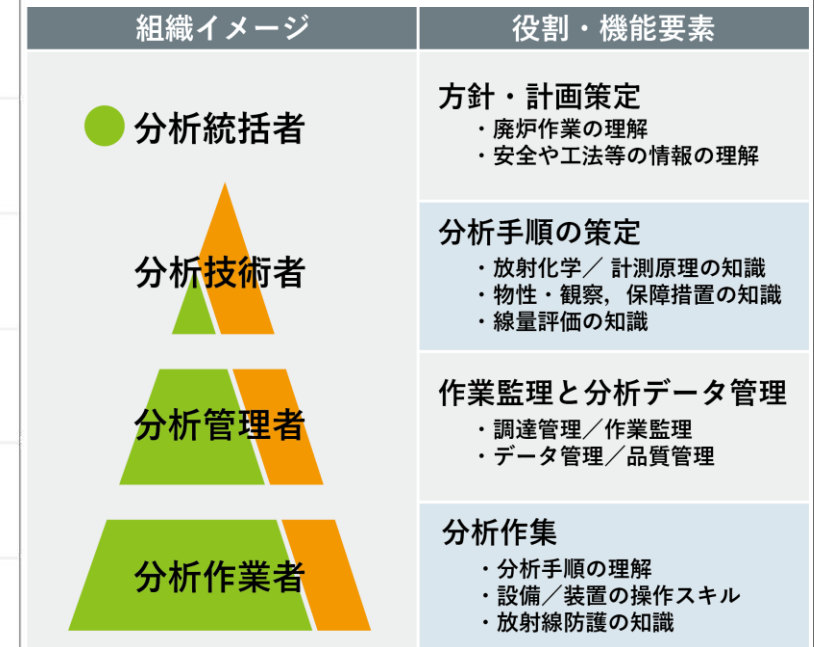 組織イメージ
役割・機能要素
分析統括者
方針・計画策定
・廃炉作業の理解
・安全や工法等の情報の理解
分析技術者
分析手順の策定
・放射化学／計測原理の知識
・物性・観察，保障措置の知識
・線量評価の知識
分析管理者
作業監理と分析データ管理
・調達管理／作業監理
・データ管理／品質管理
分析作業者
分析作集
・分析手順の理解
・設備／装置の操作スキル
・放射線防護の知識